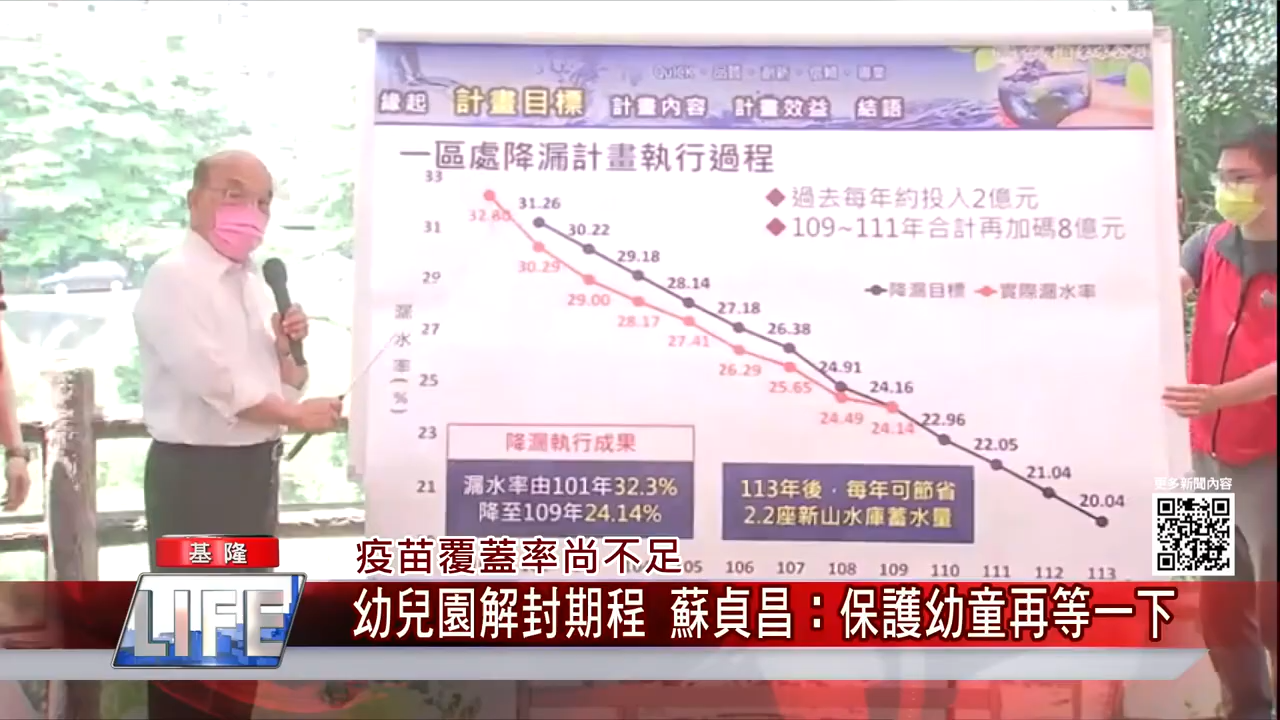 Quick・品質・創新・信賴・專業
緣起 計畫目標 計畫內容 計畫效益 結語
一區處降漏計畫執行過程
◆過去每年約投入2億元
◆109~111年合計再加碼8億元
降漏目標 實際漏水率
漏水率(%)
33
31
29
27
25
23
21
31.26
30.22
29.18
28.14
27.18
26.38
24.91
24.16
22.96
22.05
21.04
20.04
32.80
30.29
29.00
28.17
27.41
26.29
25.65
24.49
24.14
降漏執行成果
漏水率由101年32.3%
降至109年24.14%
113年後，每年可節省
2.2座新山水庫蓄水量
106 107 108 109 110 111 112 113
更多新聞內容
基隆
LIFE
疫苗覆蓋率尚不足
幼兒園解封期程 蘇貞昌：保護幼童再等一下